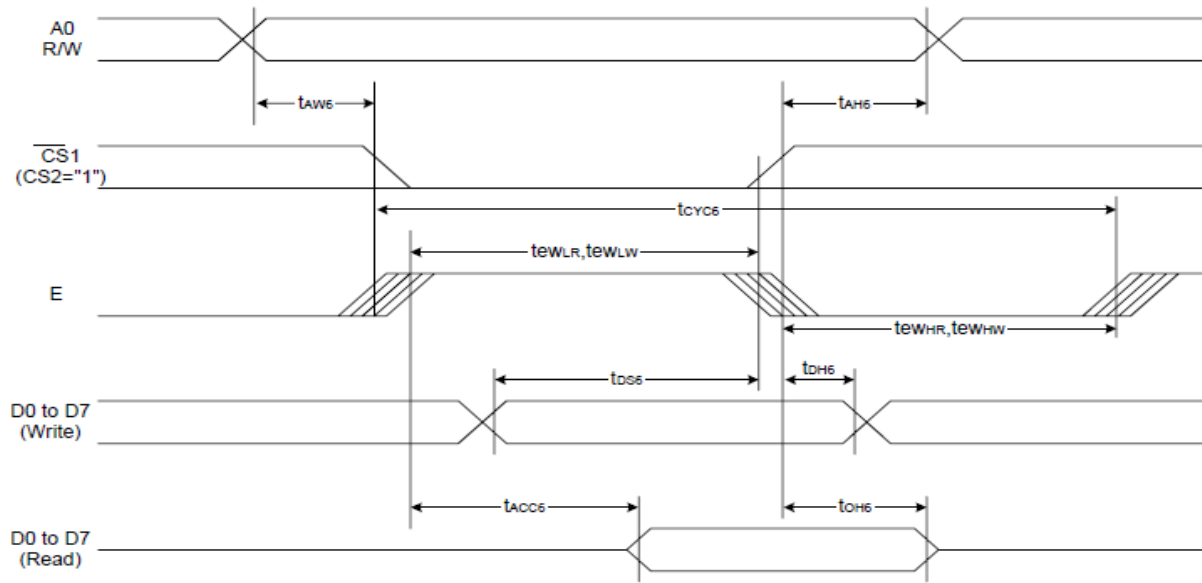 A0
R/W
tAW6
tAH6
CS1
(CS2="1")
tCYC6
tewLR,tewLW
E
tewHR,tewHW
tDS6
tDH6
D0 to D7
(Write)
tACC6
tOH6
D0 to D7
(Read)